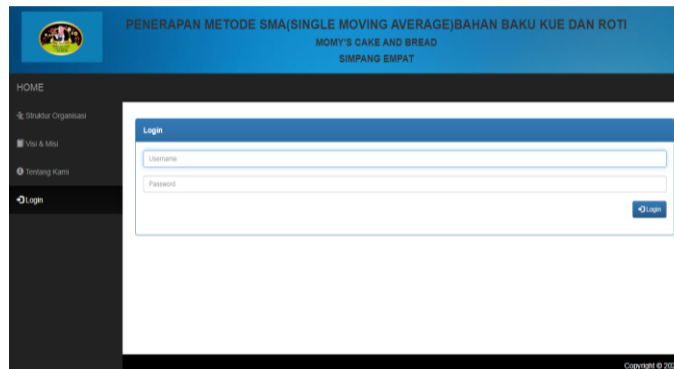 PENERAPAN METODE SMA(SINGLE MOVING AVERAGE)BAHAN BAKU KUE DAN ROTI
MOMY'S CAKE AND BREAD
SIMPANG EMPAT
HOME
Struktur Organisasi
Visi & Misi
Tentang Kami
Login
Login
Username
Password
Login
Copyright ©